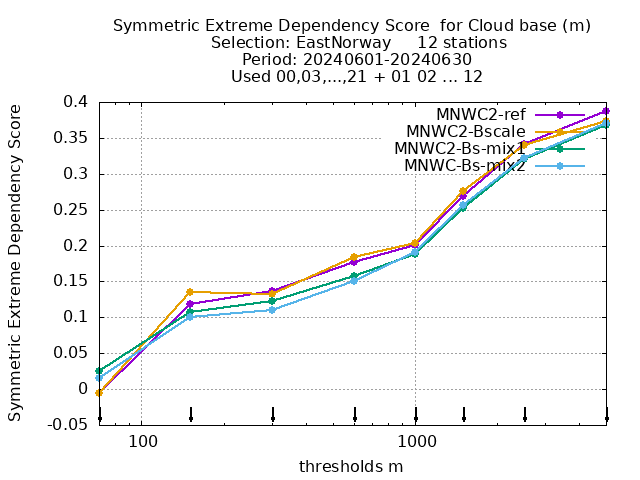 Symmetric Extreme Dependency Score  for Cloud base (m)
Selection: EastNorway     12 stations
Period: 20240601-20240630
Used 00,03,...,21 + 01 02 ... 12
Symmetric Extreme Dependency Score
0.4
0.35
0.3
0.25
0.2
0.15
0.1
0.05
0
-0.05
MNWC2-ref
MNWC2-Bscale
MNWC2-Bs-mix1
MNWC-Bs-mix2
100
1000
thresholds m